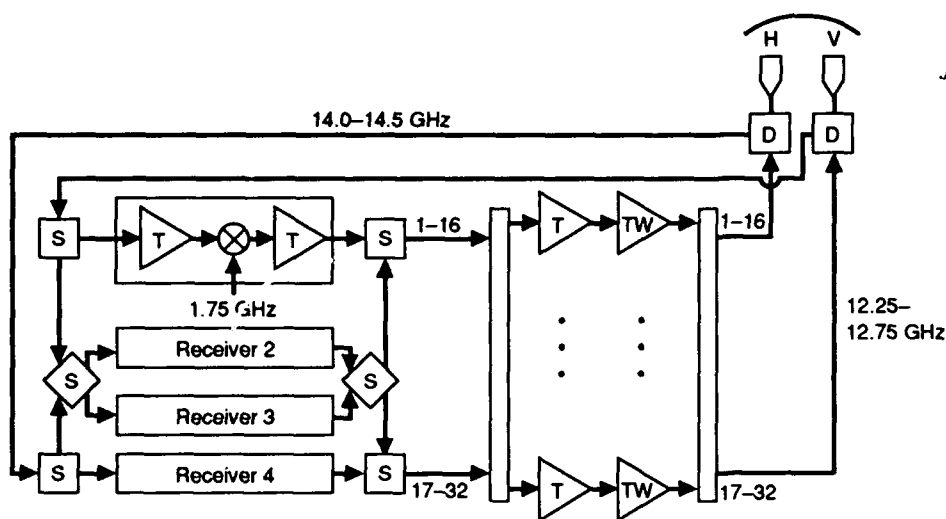 H V
14.0–14.5 GHz
D D
S T T S 1–16 T TW 1–16
1.75 GHz
12.25–
12.75 GHz
Receiver 2
S S
Receiver 3
S Receiver 4 S
17–32 T TW 17–32